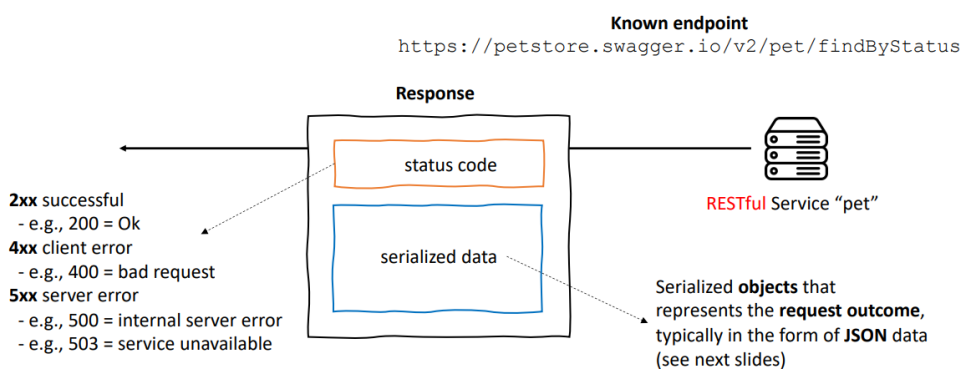 Known endpoint
https://petstore.swagger.io/v2/pet/findByStatus
Response
status code
RESTful Service “pet”
2xx successful
- e.g., 200 = Ok
4xx client error
- e.g., 400 = bad request
5xx server error
- e.g., 500 = internal server error
- e.g., 503 = service unavailable
serialized data
Serialized objects that
represents the request outcome,
typically in the form of JSON data
(see next slides)